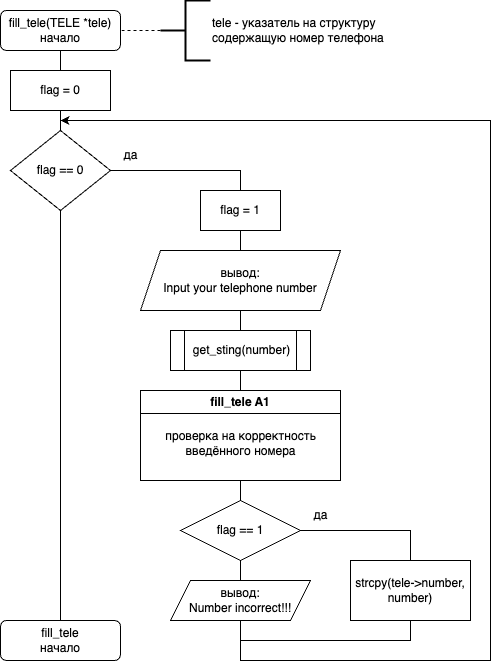 fill_tele(TELE *tele)
начало
tele - указатель на структуру
содержащую номер телефона
flag = 0
flag == 0
да
flag = 1
вывод:
Input your telephone number
get_sting(number)
fill_tele A1
проверка на корректность
введённого номера
flag == 1
да
вывод:
Number incorrect!!!
strcpy(tele->number,
number)
fill_tele
начало